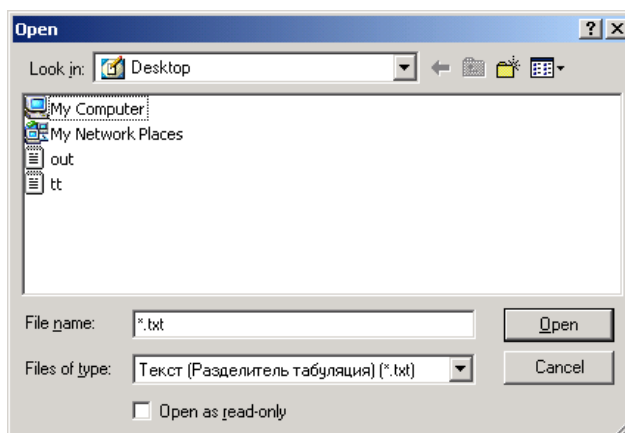 Open
Look in: Desktop
My Computer
My Network Places
out
tt
File name: *.txt Open
Files of type: Текст (Разделитель табуляция) (*.txt) Cancel
Open as read-only